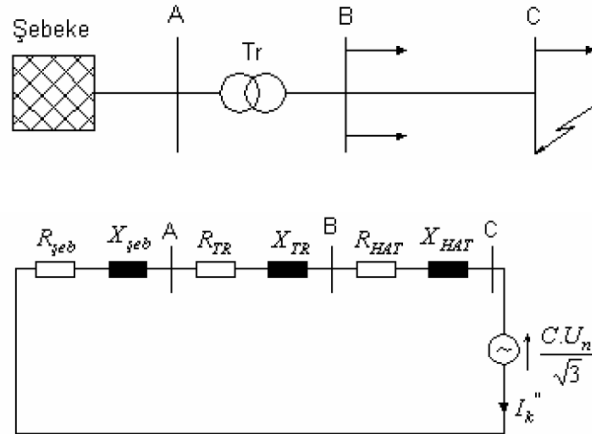 Şebeke
A
Tr
B
C
R_şeb
X_şeb
A
R_TR
X_TR
B
R_HAT
X_HAT
C
C.U_n
√3
I_k"